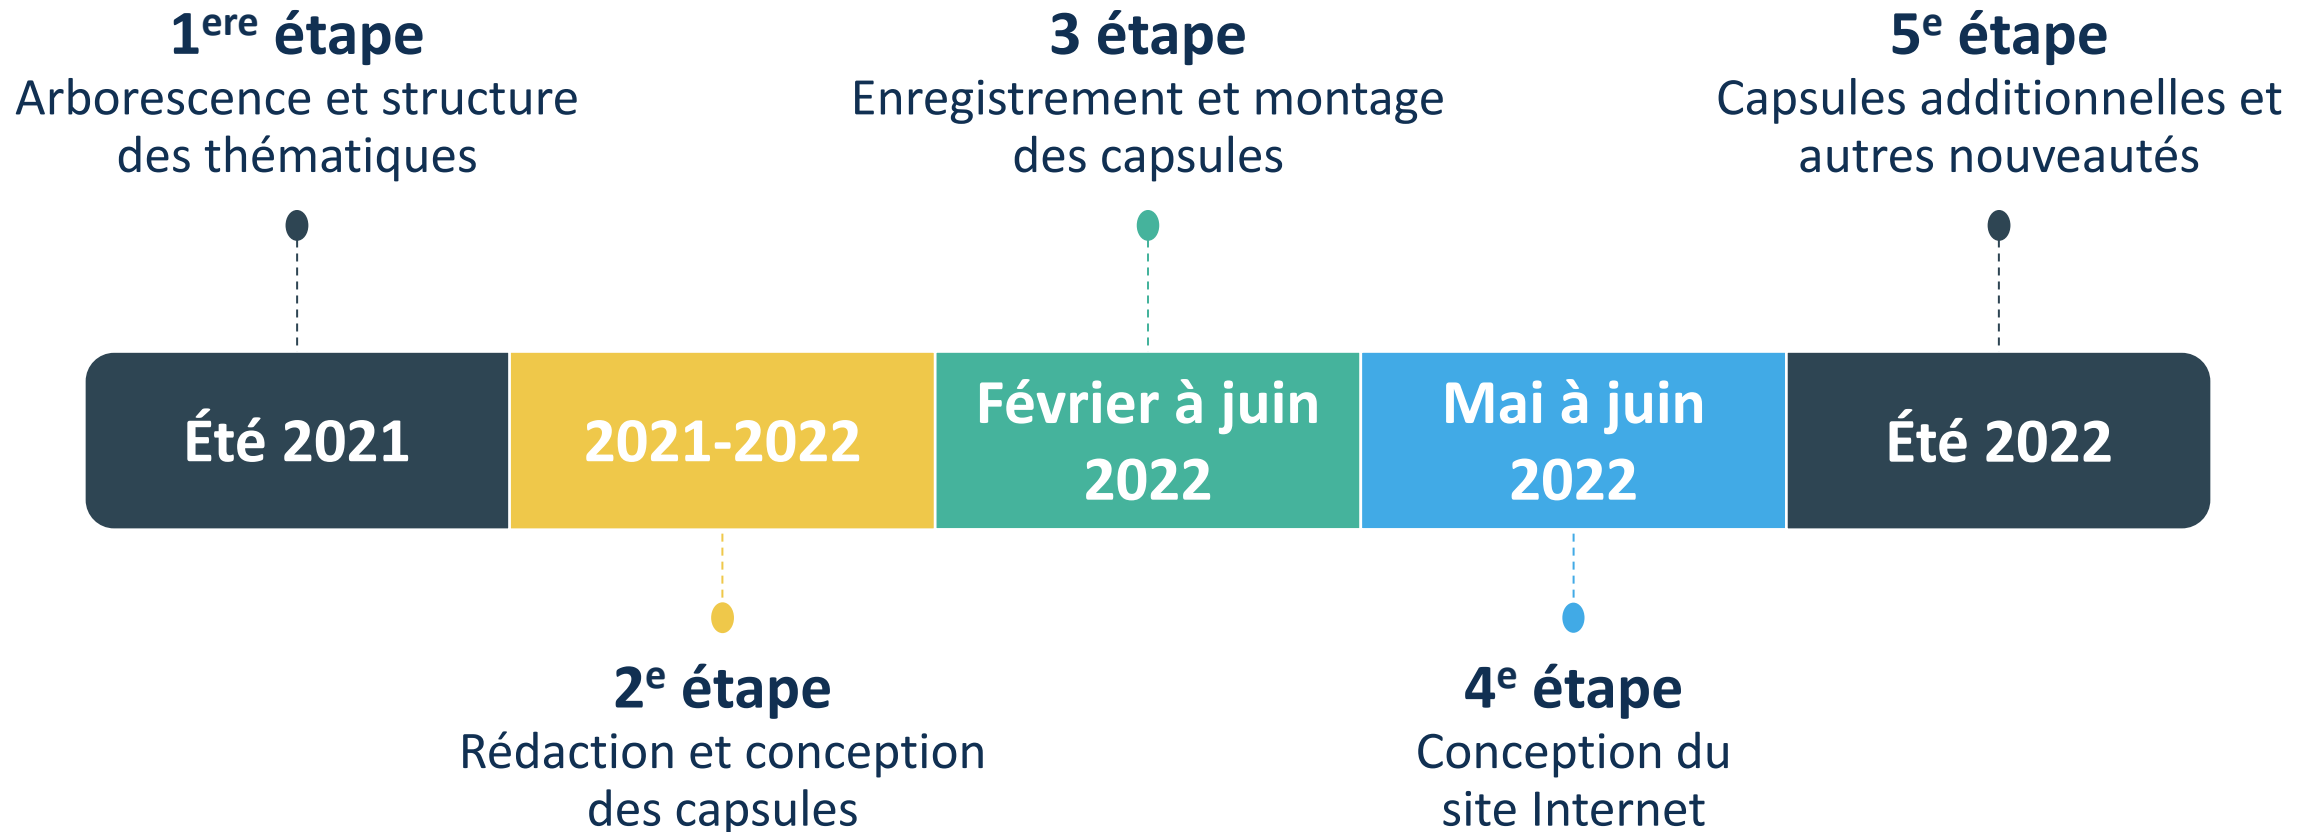 1ere étape
Arborescence et structure
des thématiques
3 étape
Enregistrement et montage
des capsules
5e étape
Capsules additionnelles et
autres nouveautés
Été 2021
2021-2022
Février à juin
2022
Mai à juin
2022
Été 2022
2e étape
Rédaction et conception
des capsules
4e étape
Conception du
site Internet